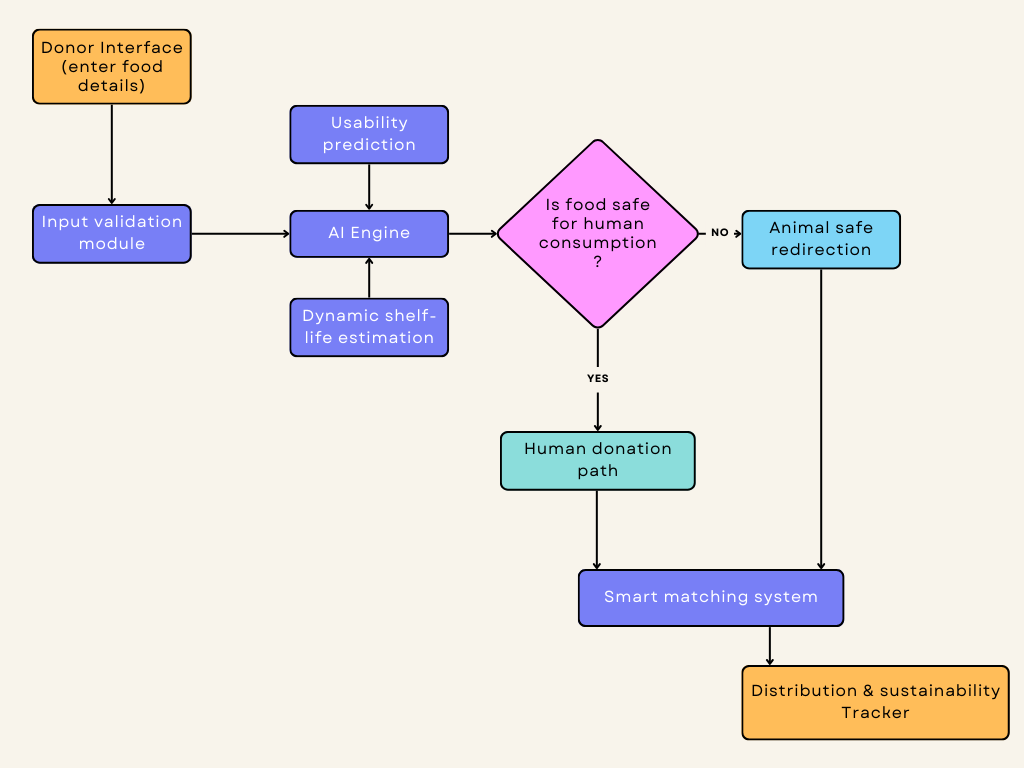 Donor Interface
(enter food
details)
Usability
prediction
Input validation
module
AI Engine
Dynamic shelf-
life estimation
Is food safe
for human
consumption
?
NO
Animal safe
redirection
YES
Human donation
path
Smart matching system
Distribution & sustainability
Tracker